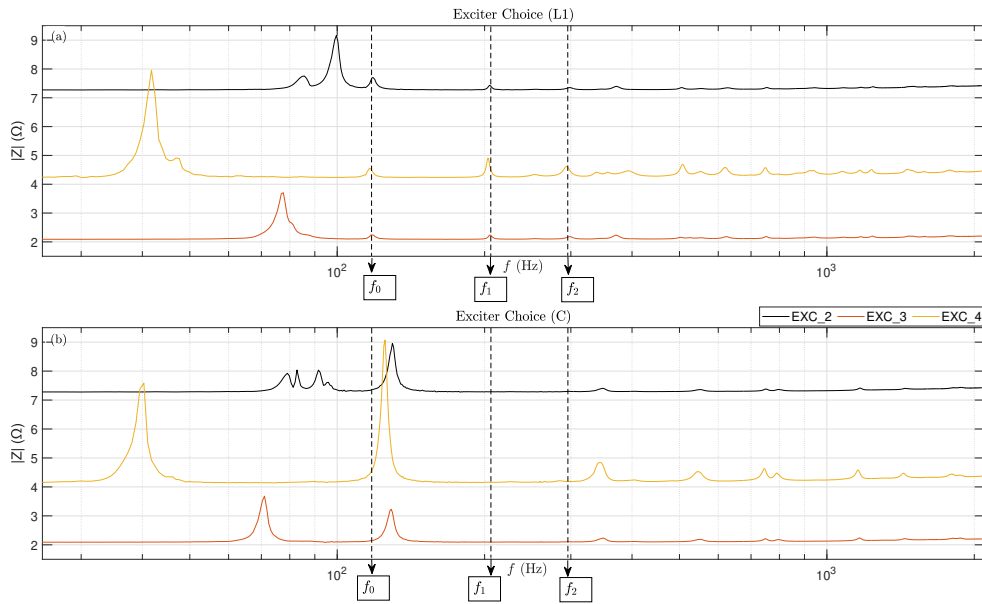 Exciter Choice (L1)
(a)
9
8
7
6
5
4
3
2
|Z| (Ω)
10²
10³
f (Hz)
f₀
f₁
f₂
Exciter Choice (C)
EXC_2
EXC_3
EXC_4
(b)
9
8
7
6
5
4
3
2
|Z| (Ω)
10²
10³
f (Hz)
f₀
f₁
f₂